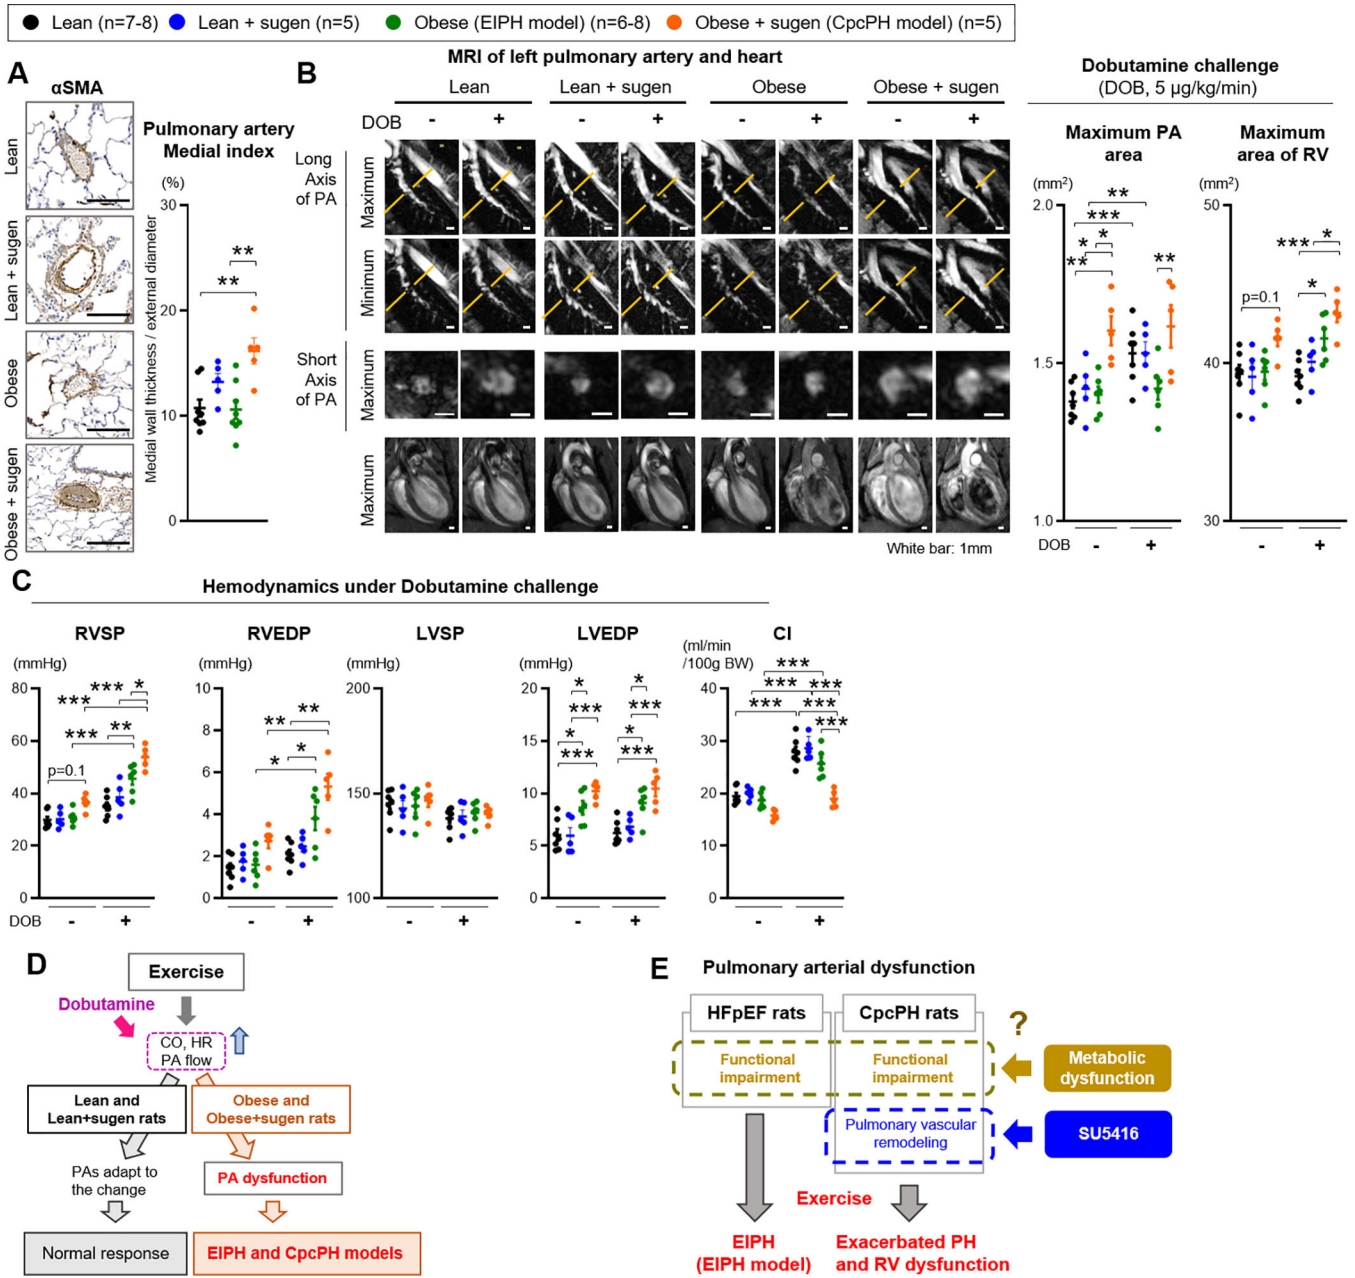 Lean (n=7-8) Lean + sugen (n=5) Obese (EIPH model) (n=6-8) Obese + sugen (CpcPH model) (n=5)
A
αSMA
Lean
Lean + sugen
Obese
Obese + sugen
Pulmonary artery
Medial index
(%)
Medial wall thickness / external diameter
30
20
10
0
**
**
B
MRI of left pulmonary artery and heart
Lean
Lean + sugen
Obese
Obese + sugen
DOB - + - + - + - +
Long
Axis
of PA
Maximum
Minimum
Short
Axis
of PA
Maximum
Maximum
White bar: 1mm
Dobutamine challenge
(DOB, 5 µg/kg/min)
Maximum PA
area
(mm²)
2.0
1.5
1.0
**
***
* *
**
**
DOB - +
Maximum
area of RV
(mm²)
50
40
30
*
***
*
p=0.1
- +
C
Hemodynamics under Dobutamine challenge
RVSP
(mmHg)
80
60
40
20
0
*
***
***
**
***
p=0.1
DOB - +
RVEDP
(mmHg)
10
8
6
4
2
0
**
**
*
*
- +
LVSP
(mmHg)
200
150
100
- +
LVEDP
(mmHg)
20
15
10
5
0
*
***
*
***
*
***
*
***
- +
CI
(ml/min
/100g BW)
40
30
20
10
0
***
***
***
***
***
***
- +
D
Exercise
Dobutamine
CO, HR
PA flow
Lean and
Lean+sugen rats
Obese and
Obese+sugen rats
PAs adapt to
the change
PA dysfunction
Normal response
EIPH and CpcPH models
E
Pulmonary arterial dysfunction
HFpEF rats
CpcPH rats
?
Functional
impairment
Functional
impairment
Metabolic
dysfunction
Pulmonary vascular
remodeling
SU5416
Exercise
EIPH
(EIPH model)
Exacerbated PH
and RV dysfunction